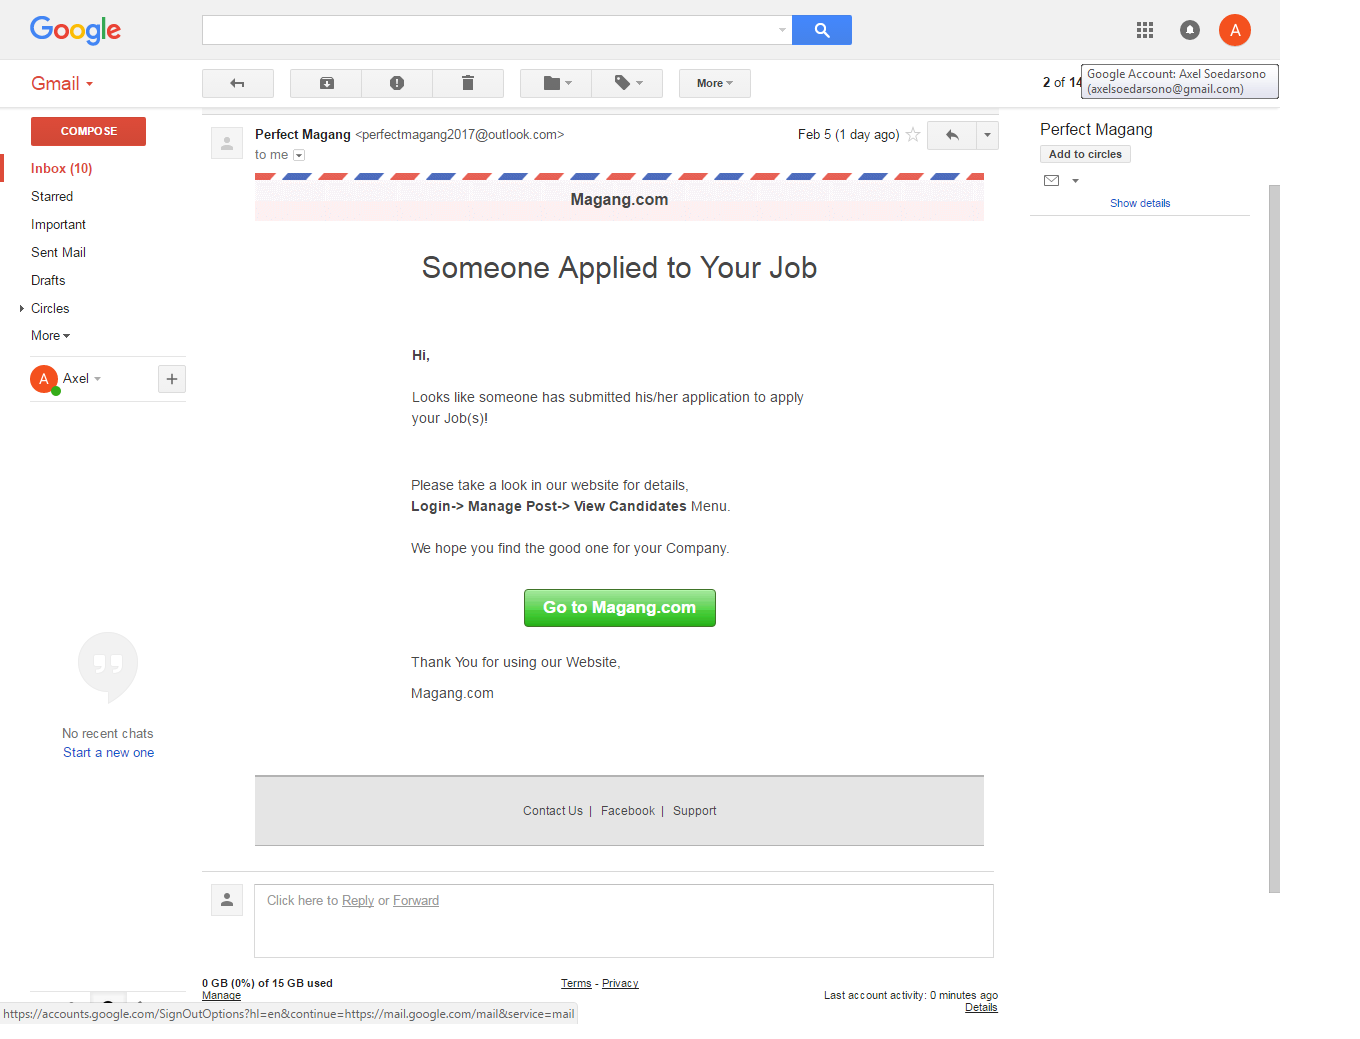 Google
A
Gmail
More
2 of 14
Google Account: Axel Soedarsono
(axelsoedarsono@gmail.com)
COMPOSE
Inbox (10)
Starred
Important
Sent Mail
Drafts
Circles
More
A
Axel
Perfect Magang <perfectmagang2017@outlook.com>
Feb 5 (1 day ago)
to me
Magang.com
Someone Applied to Your Job
Hi,
Looks like someone has submitted his/her application to apply
your Job(s)!
Please take a look in our website for details,
Login-> Manage Post-> View Candidates Menu.
We hope you find the good one for your Company.
Go to Magang.com
Thank You for using our Website,
Magang.com
Contact Us | Facebook | Support
Perfect Magang
Add to circles
Show details
No recent chats
Start a new one
Click here to Reply or Forward
0 GB (0%) of 15 GB used
Manage
Terms - Privacy
Last account activity: 0 minutes ago
Details
https://accounts.google.com/SignOutOptions?hl=en&continue=https://mail.google.com/mail&service=mail